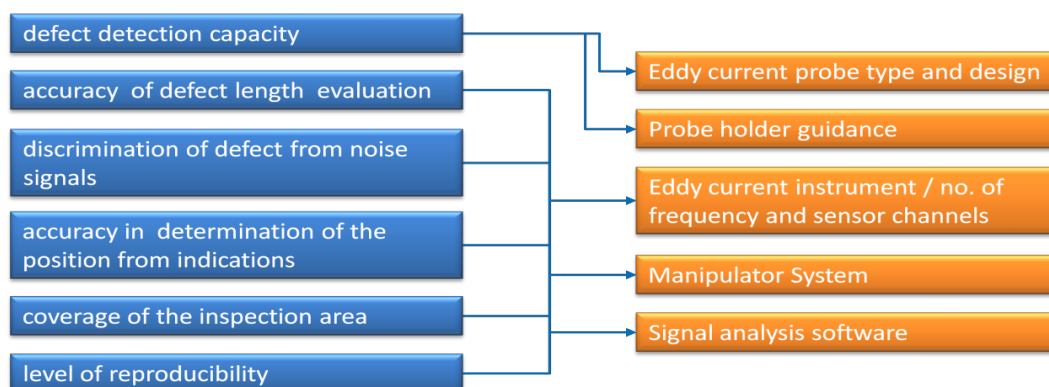 defect detection capacity
accuracy of defect length evaluation
discrimination of defect from noise
signals
accuracy in determination of the
position from indications
coverage of the inspection area
level of reproducibility
Eddy current probe type and design
Probe holder guidance
Eddy current instrument / no. of
frequency and sensor channels
Manipulator System
Signal analysis software